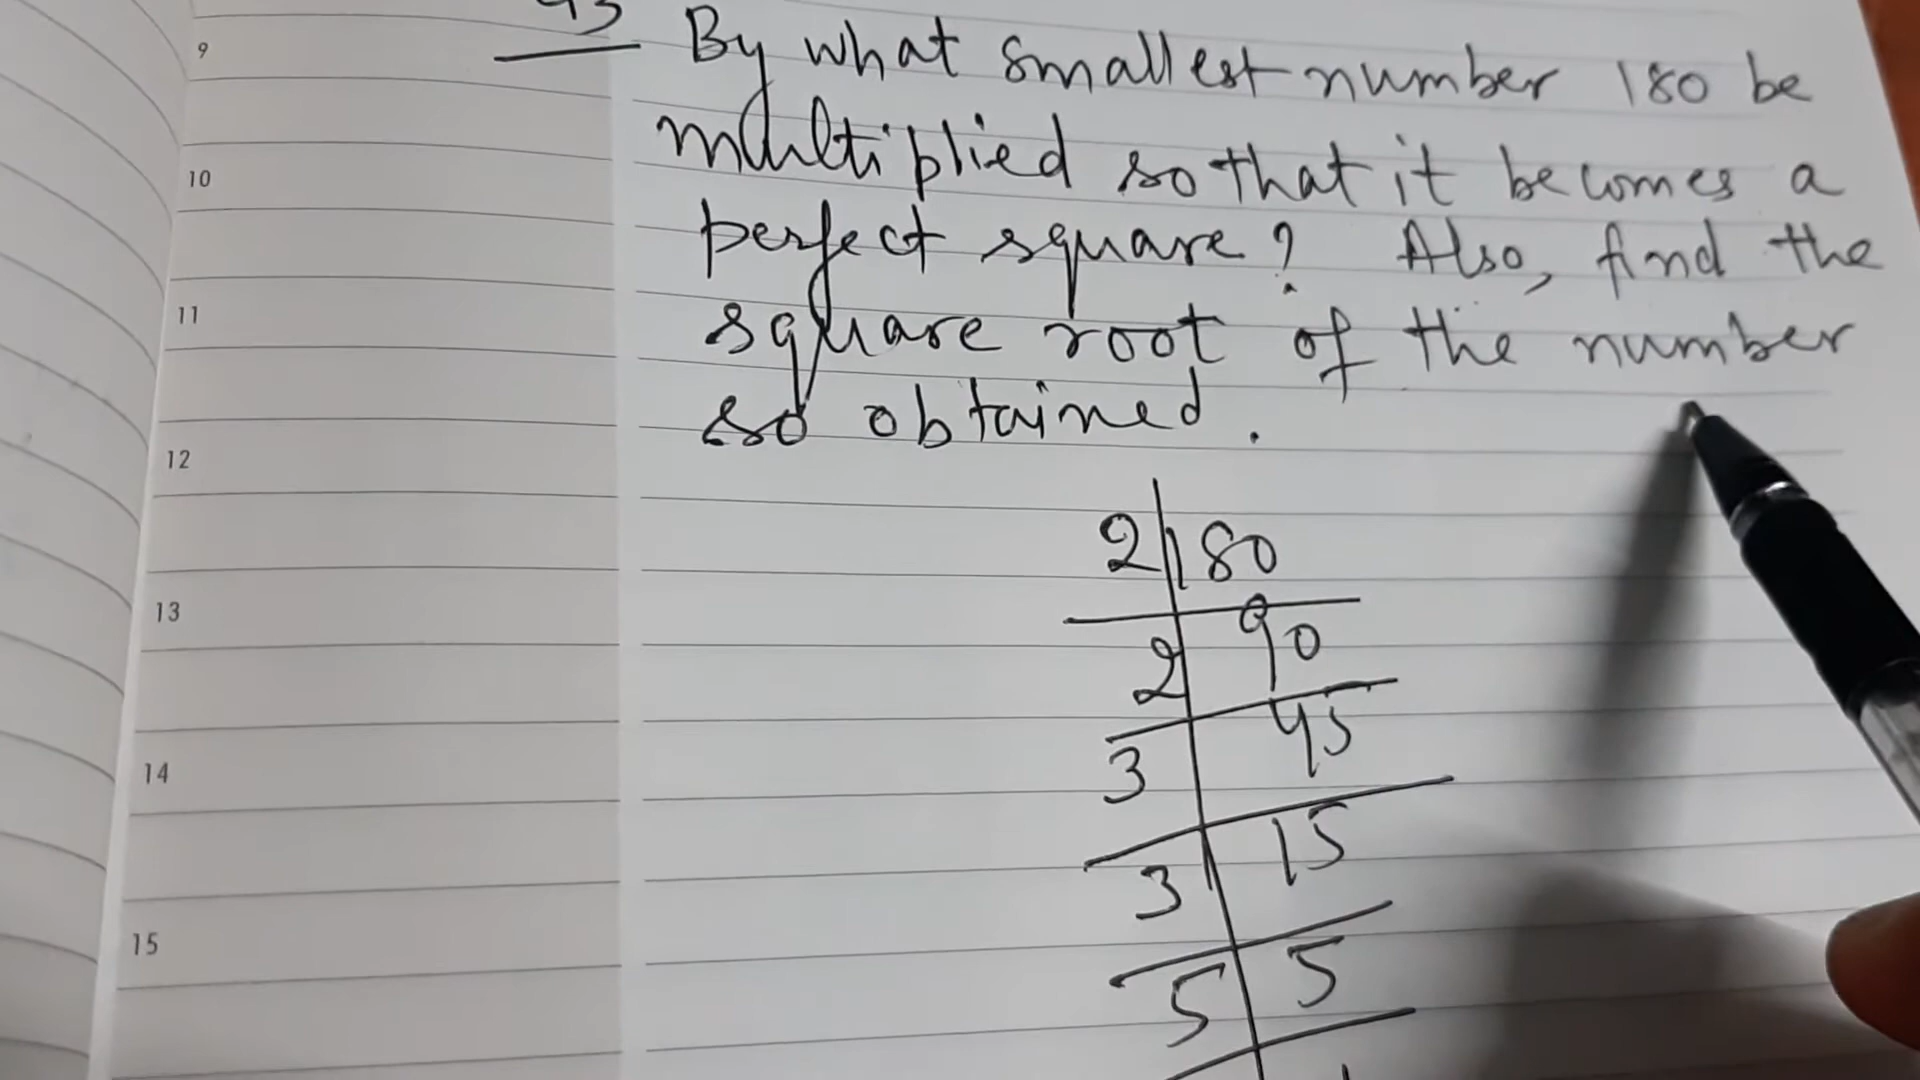 9
By what smallest number 180 be
multiplied so that it becomes a
10
perfect square? Also, find the
square root of the number
11
so obtained.
12
2 180
13
2 90
3 45
14
3 15
15
5 5